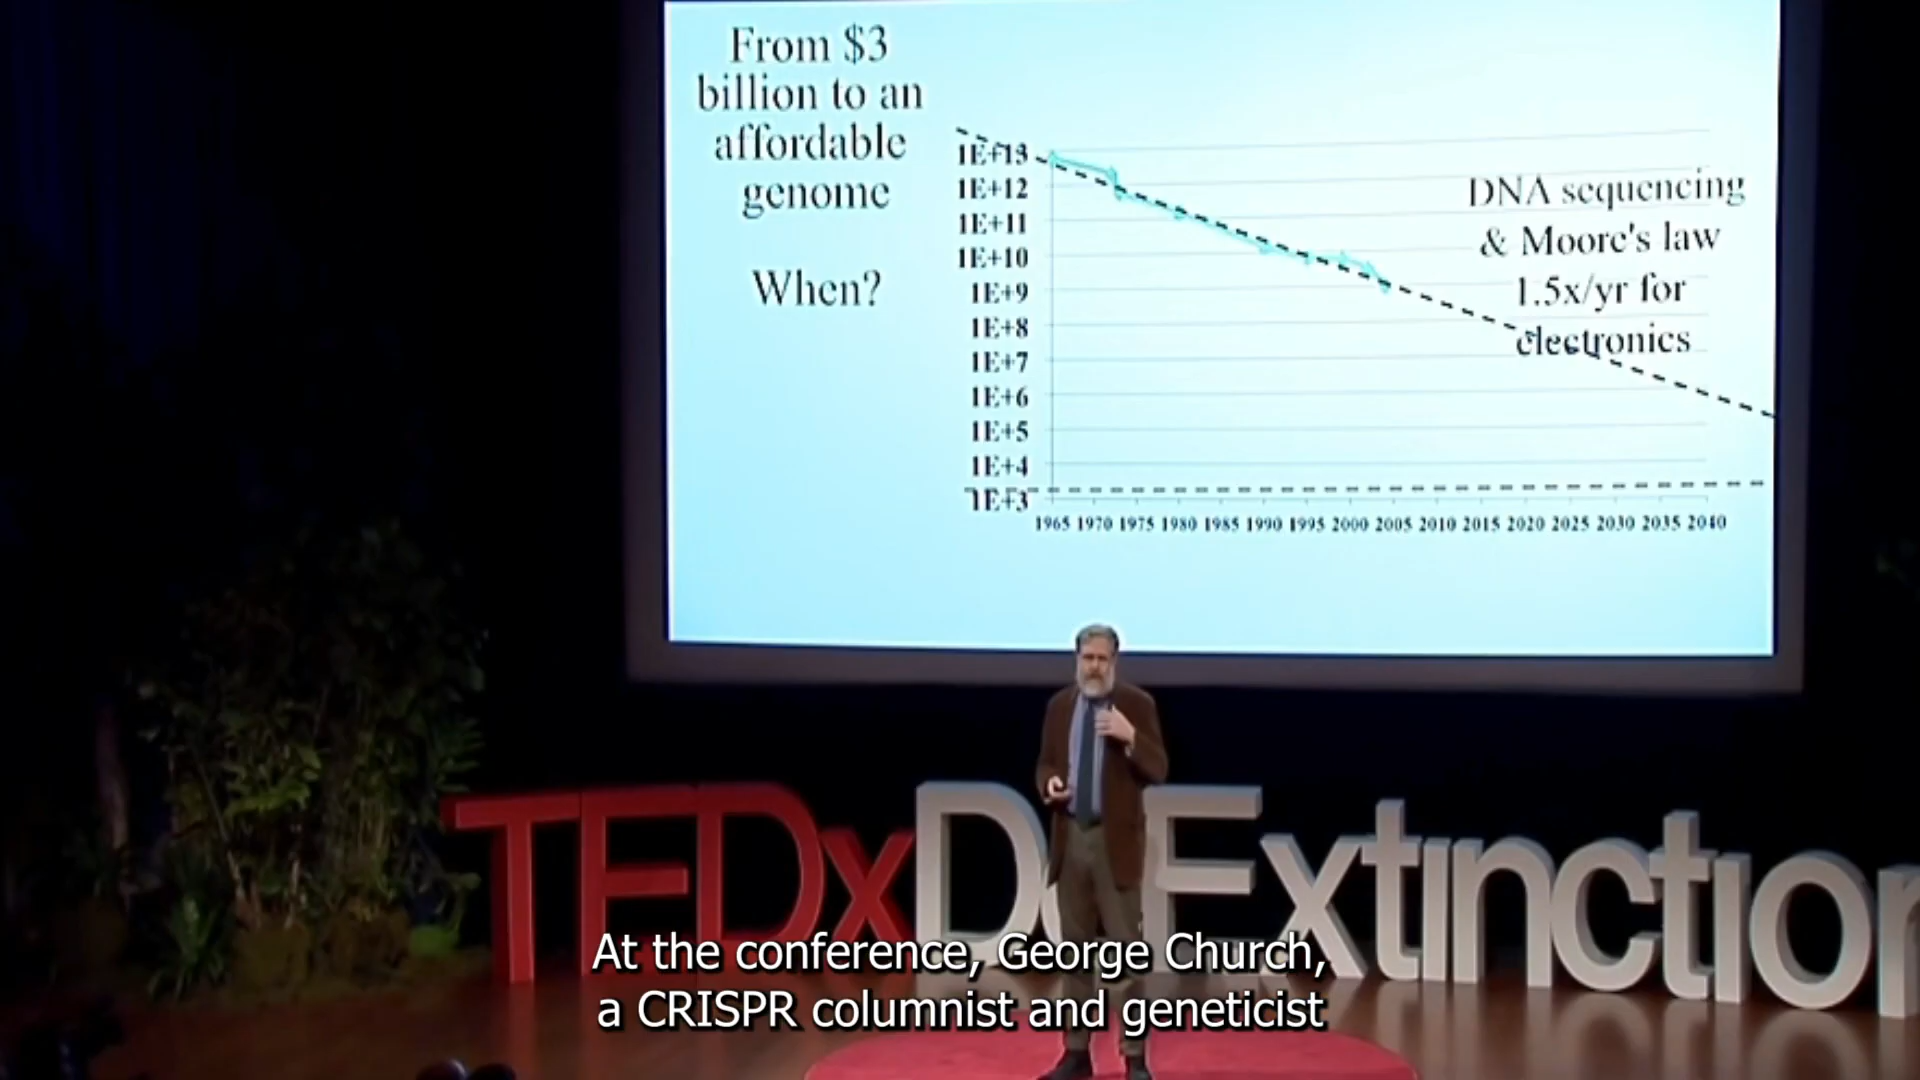 From $3
billion to an
affordable
genome
When?
1E+13
1E+12
1E+11
1E+10
1E+9
1E+8
1E+7
1E+6
1E+5
1E+4
1E+3
1965 1970 1975 1980 1985 1990 1995 2000 2005 2010 2015 2020 2025 2030 2035 2040
DNA sequencing
& Moore's law
1.5x/yr for
electronics
TEDxDeExtinction
At the conference, George Church,
a CRISPR columnist and geneticist